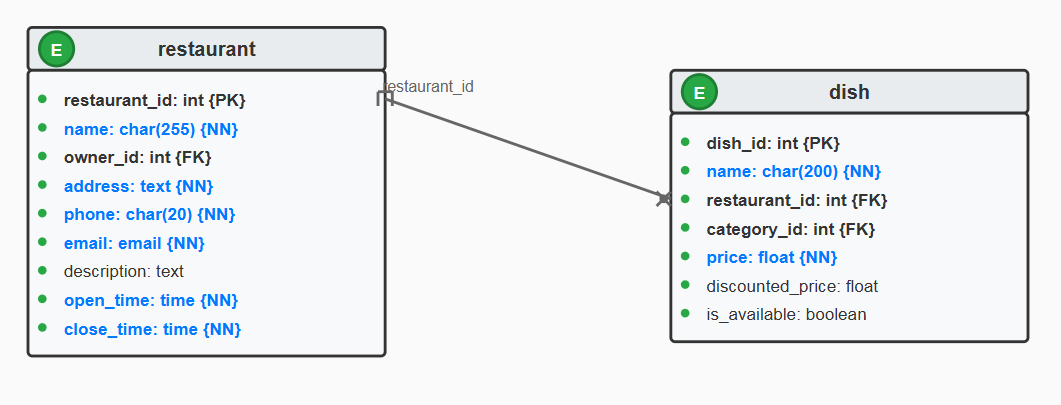 E
restaurant
restaurant_id: int {PK}
name: char(255) {NN}
owner_id: int {FK}
address: text {NN}
phone: char(20) {NN}
email: email {NN}
description: text
open_time: time {NN}
close_time: time {NN}
restaurant_id
E
dish
dish_id: int {PK}
name: char(200) {NN}
restaurant_id: int {FK}
category_id: int {FK}
price: float {NN}
discounted_price: float
is_available: boolean